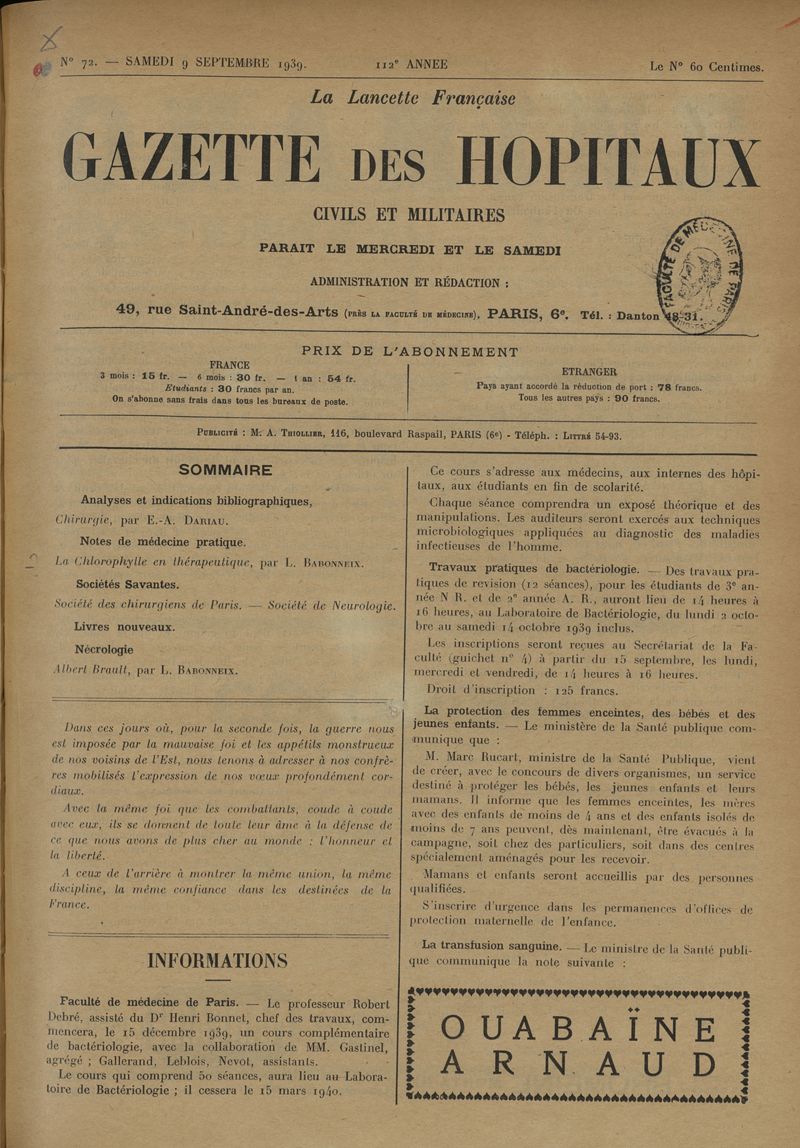 N° 72. — SAMEDI 9 SEPTEMBRE 1939.
112e ANNEE
Le N° 60 Centimes.
La Lancette Française
GAZETTE DES HOPITAUX
CIVILS ET MILITAIRES
PARAIT LE MERCREDI ET LE SAMEDI
ADMINISTRATION ET RÉDACTION :
49, rue Saint-André-des-Arts (PRÈS LA FACULTÉ DE MÉDECINE), PARIS, 6e. Tél. : Danton 48-31.
FACULTÉ DE MÉDECINE DE PARIS
PRIX DE L'ABONNEMENT
FRANCE
3 mois : 15 fr. — 6 mois : 30 fr. — 1 an : 54 fr.
Etudiants : 30 francs par an.
On s'abonne sans frais dans tous les bureaux de poste.
ETRANGER
Pays ayant accordé la réduction de port : 78 francs.
Tous les autres pays : 90 francs.
PUBLICITÉ : M. A. THIOLLIER, 116, boulevard Raspail, PARIS (6e) - Téléph. : LITTRÉ 54-93.
SOMMAIRE
Analyses et indications bibliographiques,
Chirurgie, par E.-A. DARIAU.
Notes de médecine pratique.
La Chlorophylle en thérapeutique, par L. BABONNEIX.
Sociétés Savantes.
Société des chirurgiens de Paris. — Société de Neurologie.
Livres nouveaux.
Nécrologie
Albert Brault, par L. BABONNEIX.
Dans ces jours où, pour la seconde fois, la guerre nous
est imposée par la mauvaise foi et les appétits monstrueux
de nos voisins de l'Est, nous tenons à adresser à nos confrè-
res mobilisés l'expression de nos vœux profondément cor-
diaux.
Avec la même foi que les combattants, coude à coude
avec eux, ils se donnent de toute leur âme à la défense de
ce que nous avons de plus cher au monde : l'honneur et
la liberté.
A ceux de l'arrière à montrer la même union, la même
discipline, la même confiance dans les destinées de la
France.
INFORMATIONS
Faculté de médecine de Paris. — Le professeur Robert
Debré, assisté du Dr Henri Bonnet, chef des travaux, com-
mencera, le 15 décembre 1939, un cours complémentaire
de bactériologie, avec la collaboration de MM. Gastinel,
agrégé ; Gallerand, Leblois, Nevot, assistants.
Le cours qui comprend 50 séances, aura lieu au Labora-
toire de Bactériologie ; il cessera le 15 mars 1940.
Ce cours s'adresse aux médecins, aux internes des hôpi-
taux, aux étudiants en fin de scolarité.
Chaque séance comprendra un exposé théorique et des
manipulations. Les auditeurs seront exercés aux techniques
microbiologiques appliquées au diagnostic des maladies
infectieuses de l'homme.
Travaux pratiques de bactériologie. — Des travaux pra-
tiques de revision (12 séances), pour les étudiants de 3e an-
née N R. et de 2e année A. R., auront lieu de 14 heures à
16 heures, au Laboratoire de Bactériologie, du lundi 2 octo-
bre au samedi 14 octobre 1939 inclus.
Les inscriptions seront reçues au Secrétariat de la Fa-
culté (guichet n° 4) à partir du 15 septembre, les lundi,
mercredi et vendredi, de 14 heures à 16 heures.
Droit d'inscription : 125 francs.
La protection des femmes enceintes, des bébés et des
jeunes enfants. — Le ministère de la Santé publique com-
munique que :
M. Marc Rucart, ministre de la Santé Publique, vient
de créer, avec le concours de divers organismes, un service
destiné à protéger les bébés, les jeunes enfants et leurs
mamans. Il informe que les femmes enceintes, les mères
avec des enfants de moins de 4 ans et des enfants isolés de
moins de 7 ans peuvent, dès maintenant, être évacués à la
campagne, soit chez des particuliers, soit dans des centres
spécialement aménagés pour les recevoir.
Mamans et enfants seront accueillis par des personnes
qualifiées.
S'inscrire d'urgence dans les permanences d'offices de
protection maternelle de l'enfance.
La transfusion sanguine. — Le ministre de la Santé publi-
que communique la note suivante :
OUABAÏNE
ARNAUD